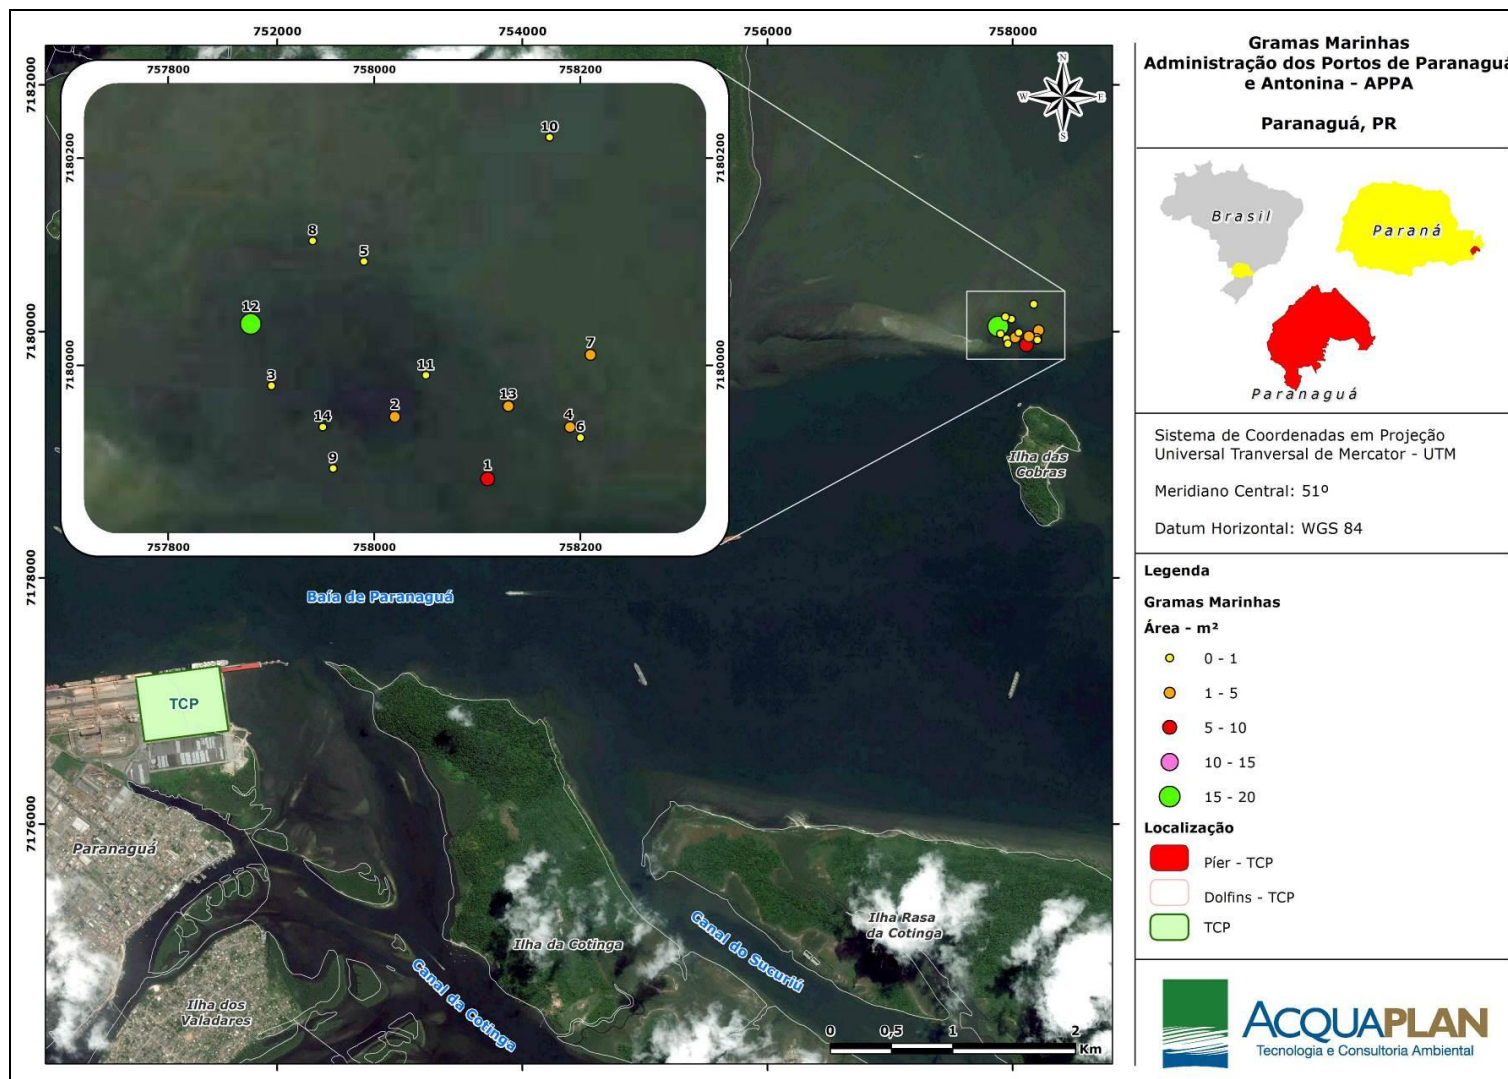 752000
754000
756000
758000
7182000
7180000
7178000
7176000
757800
758000
758200
7180200
7180000
7180200
7180000
10
8
5
12
7
3
11
2
13
14
4
6
9
1
757800
758000
758200
N
W
E
S
Ilha das
Cobras
Baía de Paranaguá
TCP
Paranaguá
Ilha dos
Valadares
Canal da Cotinga
Ilha da Cotinga
Canal do Sucuriú
Ilha Rasa
da Cotinga
0
0,5
1
2
Km
Gramas Marinhas
Administração dos Portos de Paranaguá
e Antonina - APPA
Paranaguá, PR
Brasil
Paraná
Paranaguá
Sistema de Coordenadas em Projeção
Universal Tranversal de Mercator - UTM
Meridiano Central: 51º
Datum Horizontal: WGS 84
Legenda
Gramas Marinhas
Área - m²
0 - 1
1 - 5
5 - 10
10 - 15
15 - 20
Localização
Píer - TCP
Dolfins - TCP
TCP
ACQUAPLAN
Tecnologia e Consultoria Ambiental